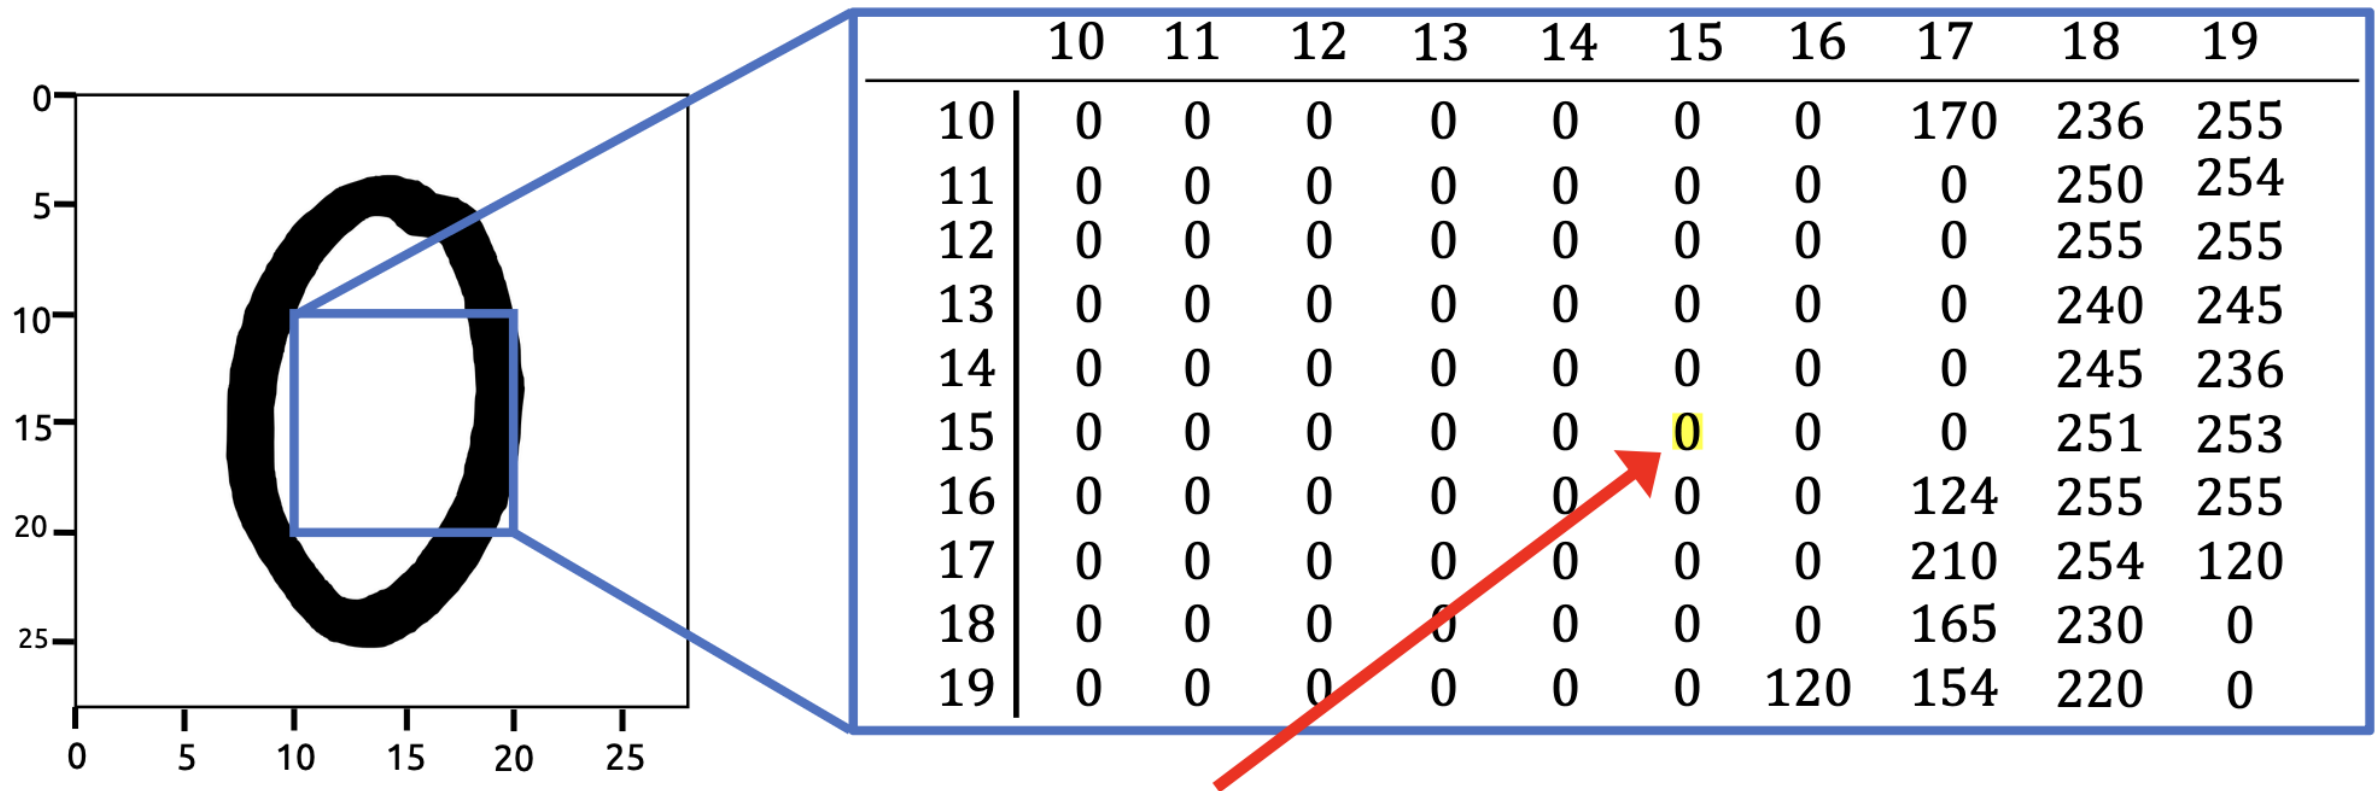 10 11 12 13 14 15 16 17 18 19
10 0 0 0 0 0 0 0 170 236 255
11 0 0 0 0 0 0 0 0 250 254
12 0 0 0 0 0 0 0 0 255 255
13 0 0 0 0 0 0 0 0 240 245
14 0 0 0 0 0 0 0 0 245 236
15 0 0 0 0 0 0 0 0 251 253
16 0 0 0 0 0 0 0 124 255 255
17 0 0 0 0 0 0 0 210 254 120
18 0 0 0 0 0 0 0 165 230 0
19 0 0 0 0 0 0 120 154 220 0
0
5
10
15
20
25
0 5 10 15 20 25